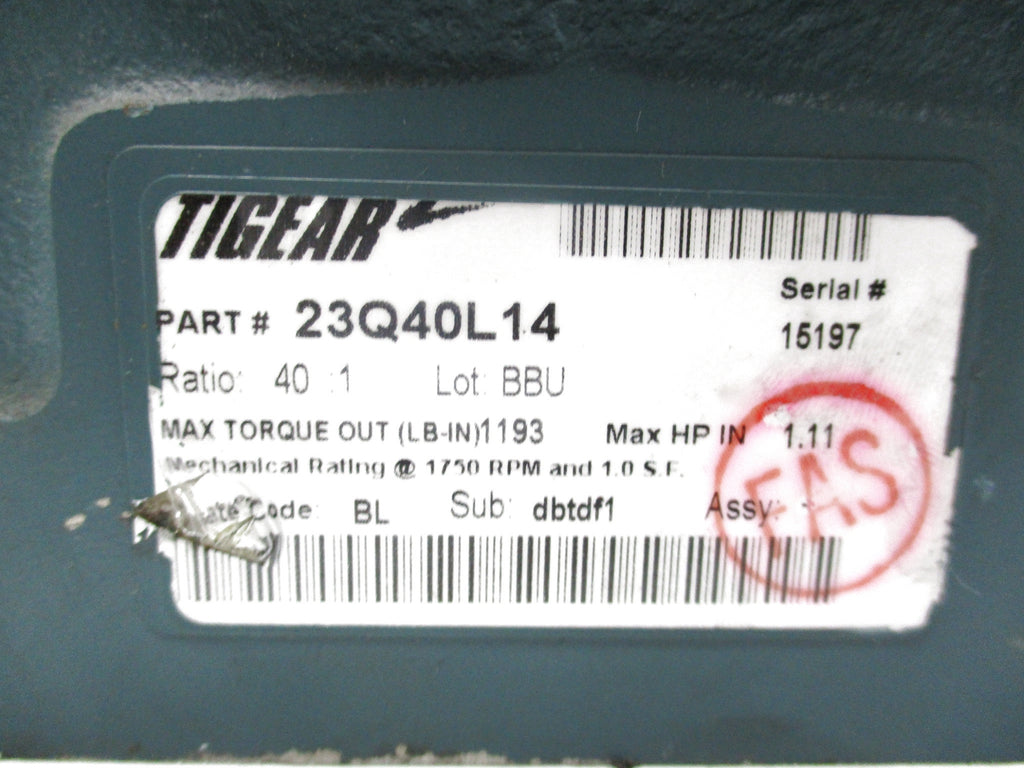 TIGEAR
Serial #
PART # 23Q40L14
15197
Ratio: 40 :1 Lot: BBU
MAX TORQUE OUT (LB-IN)1193 Max HP IN 1.11
Mechanical Rating @ 1750 RPM and 1.0 S.F.
Code: BL Sub: dbtdf1 Assy:
FAS